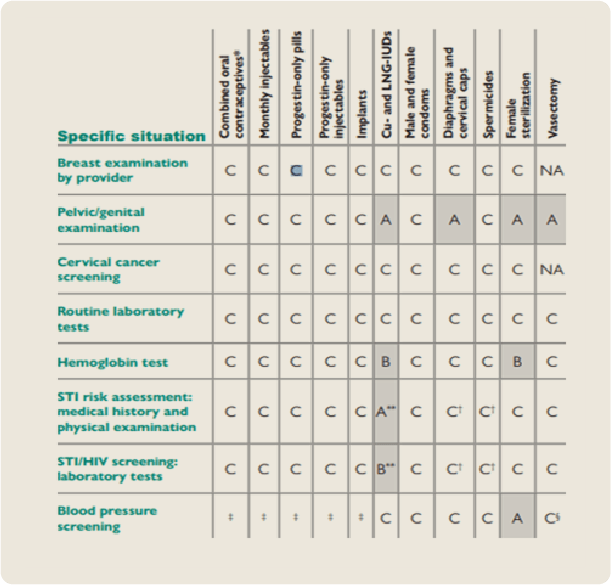 Specific situation Combined oral contraceptives* Monthly injectables Progestin-only pills Progestin-only injectables Implants Cu- and LNG-IUDs Male and female condoms Diaphragms and cervical caps Spermicides Female sterilization Vasectomy
Breast examination
by provider C C C C C C C C C C NA
Pelvic/genital
examination C C C C C A C A C A A
Cervical cancer
screening C C C C C C C C C C NA
Routine laboratory
tests C C C C C C C C C C C
Hemoglobin test C C C C C B C C C B C
STI risk assessment:
medical history and
physical examination C C C C C A** C C† C† C C
STI/HIV screening:
laboratory tests C C C C C B** C C† C† C C
Blood pressure
screening ‡ ‡ ‡ ‡ ‡ C C C C A C§